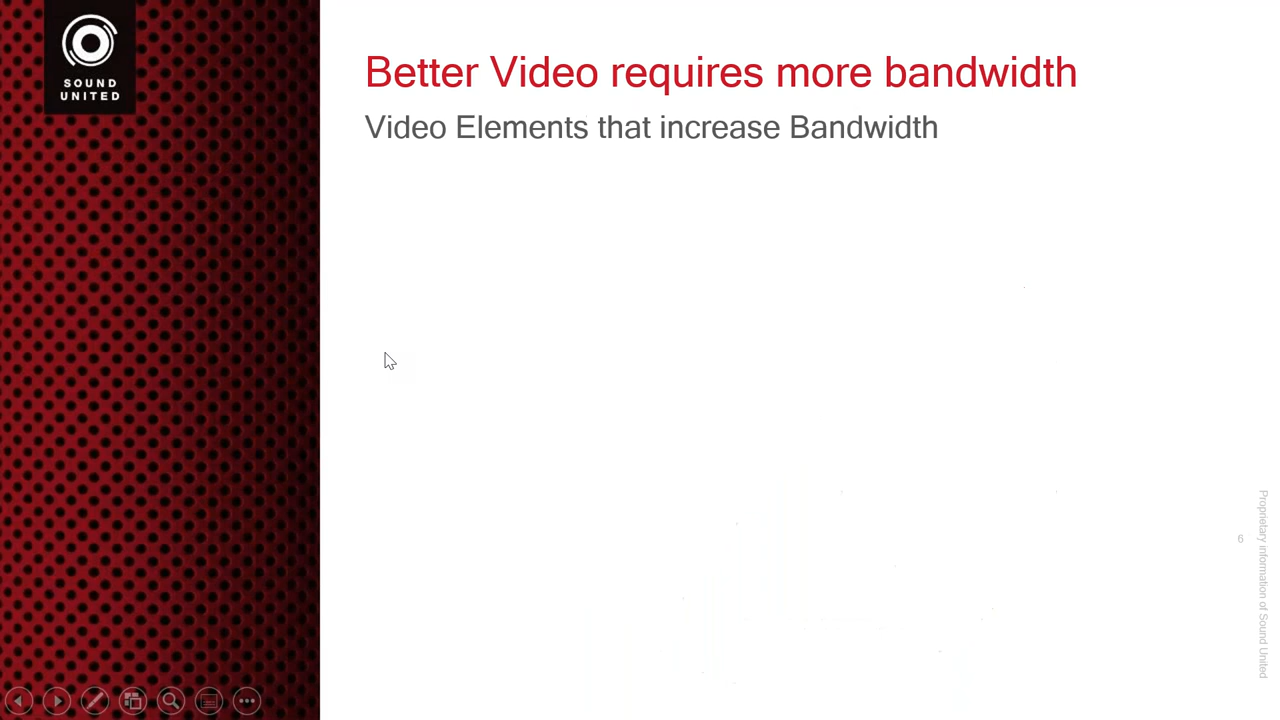 SOUND
UNITED
Better Video requires more bandwidth
Video Elements that increase Bandwidth
6
Proprietary information of Sound United